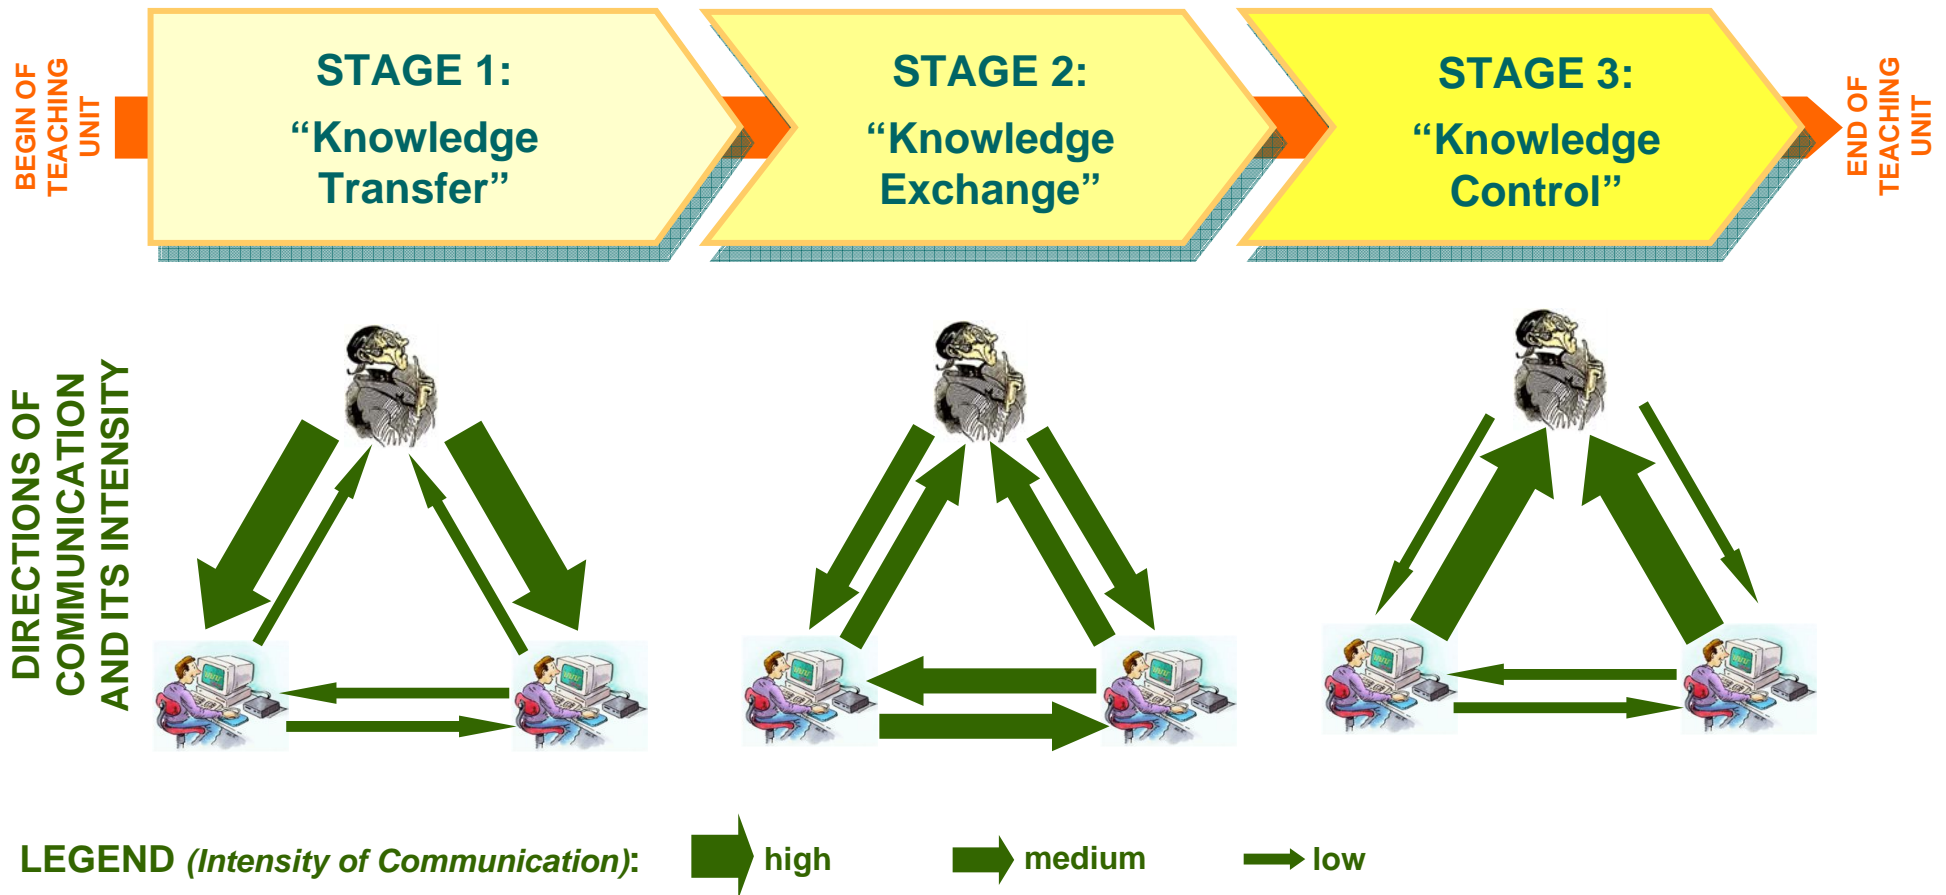 BEGIN OF
TEACHING
UNIT
STAGE 1:
“Knowledge
Transfer”
STAGE 2:
“Knowledge
Exchange”
STAGE 3:
“Knowledge
Control”
END OF
TEACHING
UNIT
DIRECTIONS OF
COMMUNICATION
AND ITS INTENSITY
LEGEND (Intensity of Communication): high medium low